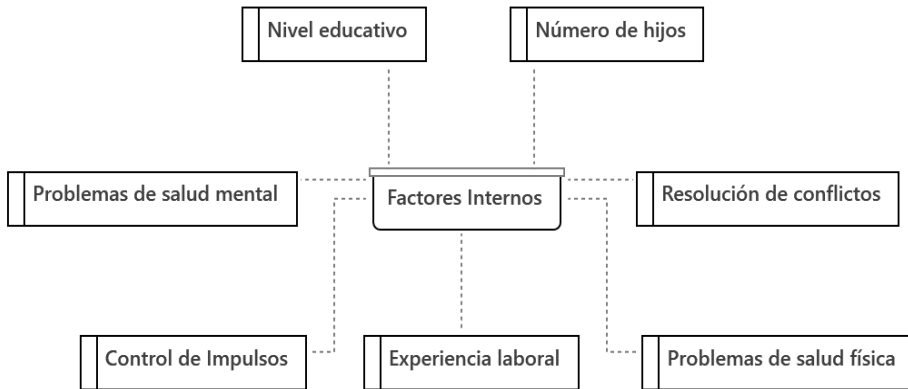 Nivel educativo
Número de hijos
Problemas de salud mental
Factores Internos
Resolución de conflictos
Control de Impulsos
Experiencia laboral
Problemas de salud física